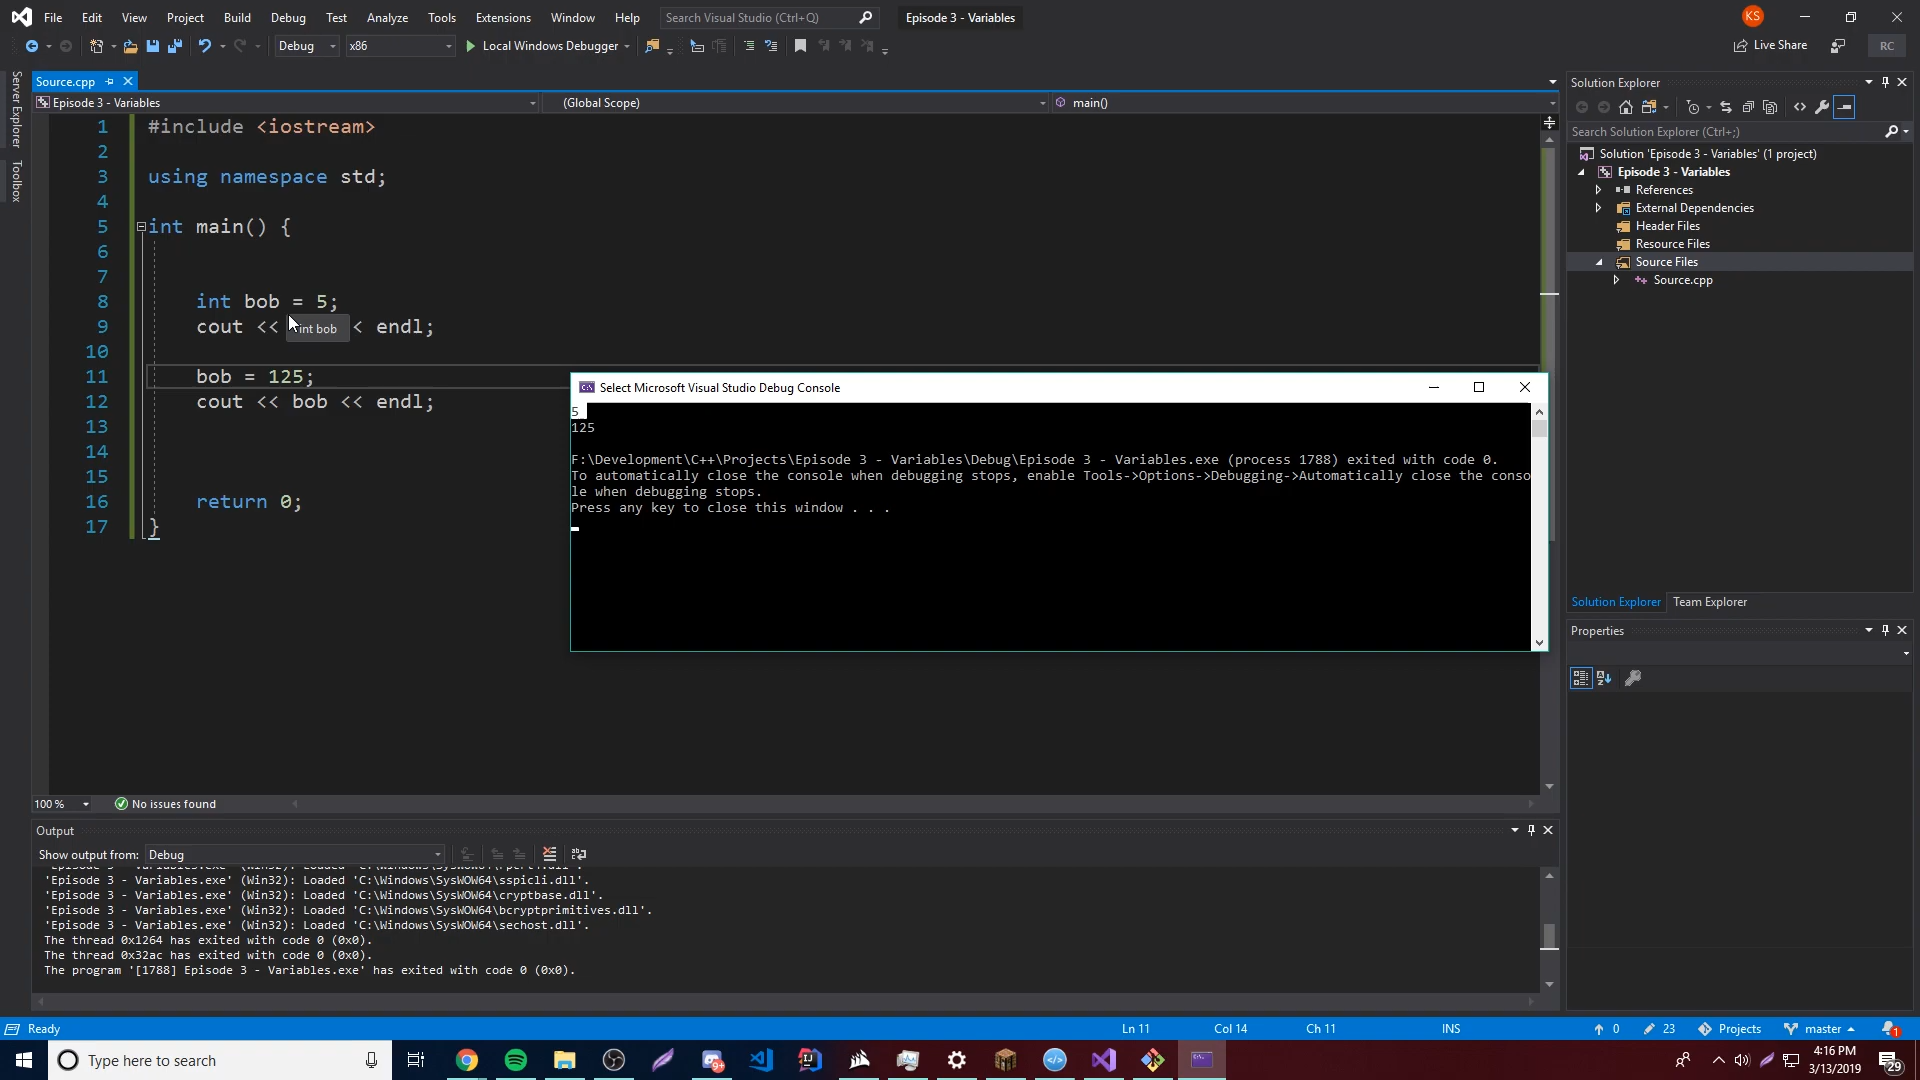 File Edit View Project Build Debug Test Analyze Tools Extensions Window Help Search Visual Studio (Ctrl+Q) Episode 3 - Variables KS
Debug x86 Local Windows Debugger Live Share RC
Server Explorer
Toolbox
Source.cpp
Episode 3 - Variables (Global Scope) main()
1 #include <iostream>
2
3 using namespace std;
4
5 int main() {
6
7
8 int bob = 5;
9 cout << int bob < endl;
10
11 bob = 125;
12 cout << bob << endl;
13
14
15
16 return 0;
17 }
Select Microsoft Visual Studio Debug Console
5
125
F:\Development\C++\Projects\Episode 3 - Variables\Debug\Episode 3 - Variables.exe (process 1788) exited with code 0.
To automatically close the console when debugging stops, enable Tools->Options->Debugging->Automatically close the conso
le when debugging stops.
Press any key to close this window . . .
100 % No issues found
Output
Show output from: Debug
'Episode 3 - Variables.exe' (Win32): Loaded 'C:\Windows\SysWOW64\sspicli.dll'.
'Episode 3 - Variables.exe' (Win32): Loaded 'C:\Windows\SysWOW64\cryptbase.dll'.
'Episode 3 - Variables.exe' (Win32): Loaded 'C:\Windows\SysWOW64\bcryptprimitives.dll'.
'Episode 3 - Variables.exe' (Win32): Loaded 'C:\Windows\SysWOW64\sechost.dll'.
The thread 0x1264 has exited with code 0 (0x0).
The thread 0x32ac has exited with code 0 (0x0).
The program '[1788] Episode 3 - Variables.exe' has exited with code 0 (0x0).
Solution Explorer
Search Solution Explorer (Ctrl+;)
Solution 'Episode 3 - Variables' (1 project)
Episode 3 - Variables
References
External Dependencies
Header Files
Resource Files
Source Files
Source.cpp
Solution Explorer Team Explorer
Properties
Ready Ln 11 Col 14 Ch 11 INS 0 23 Projects master 1
Type here to search 9+ 4:16 PM
3/13/2019 29